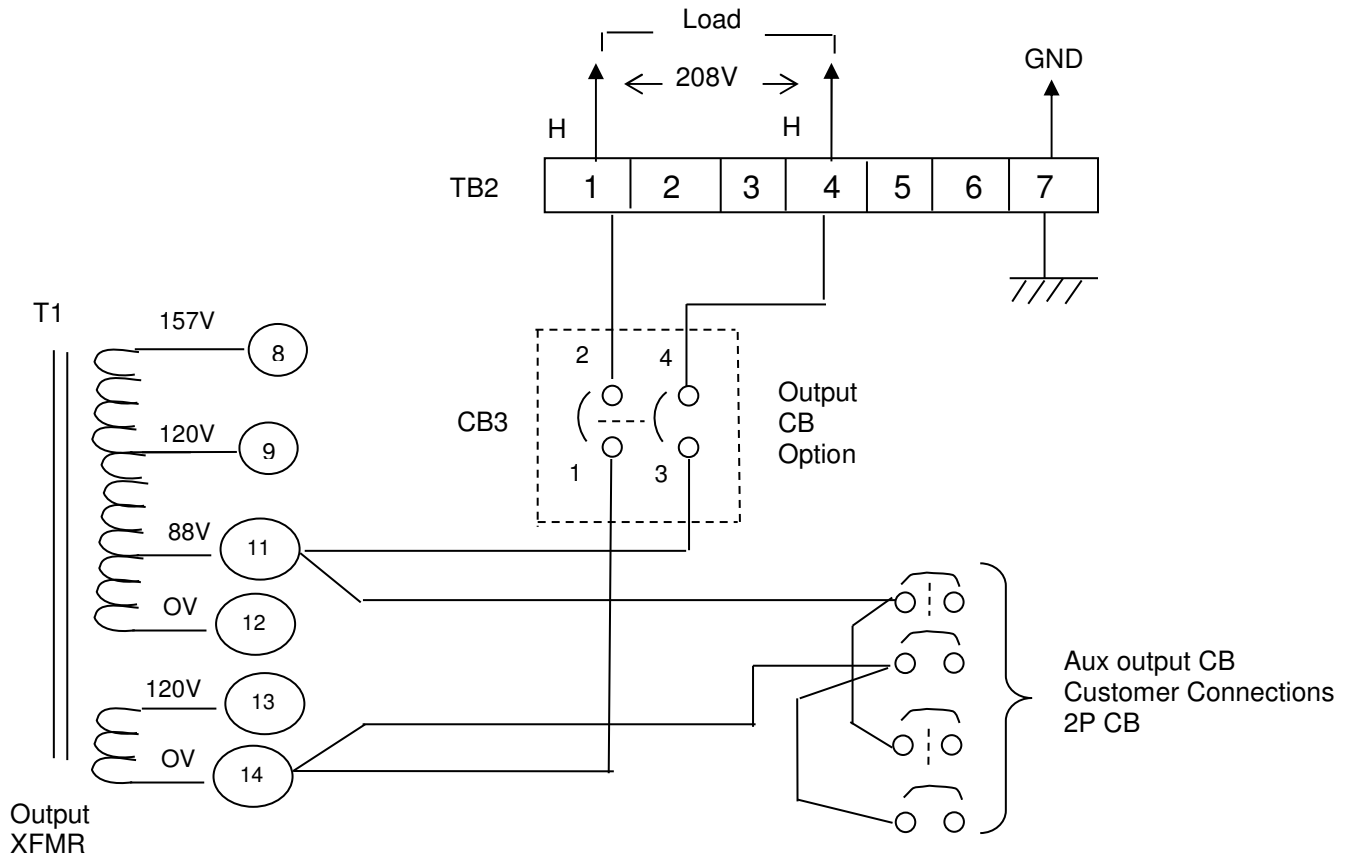 Load
208V
GND
H
H
TB2
1
2
3
4
5
6
7
T1
157V
8
120V
9
88V
11
OV
12
120V
13
OV
14
Output
XFMR
2
4
CB3
1
3
Output
CB
Option
Aux output CB
Customer Connections
2P CB